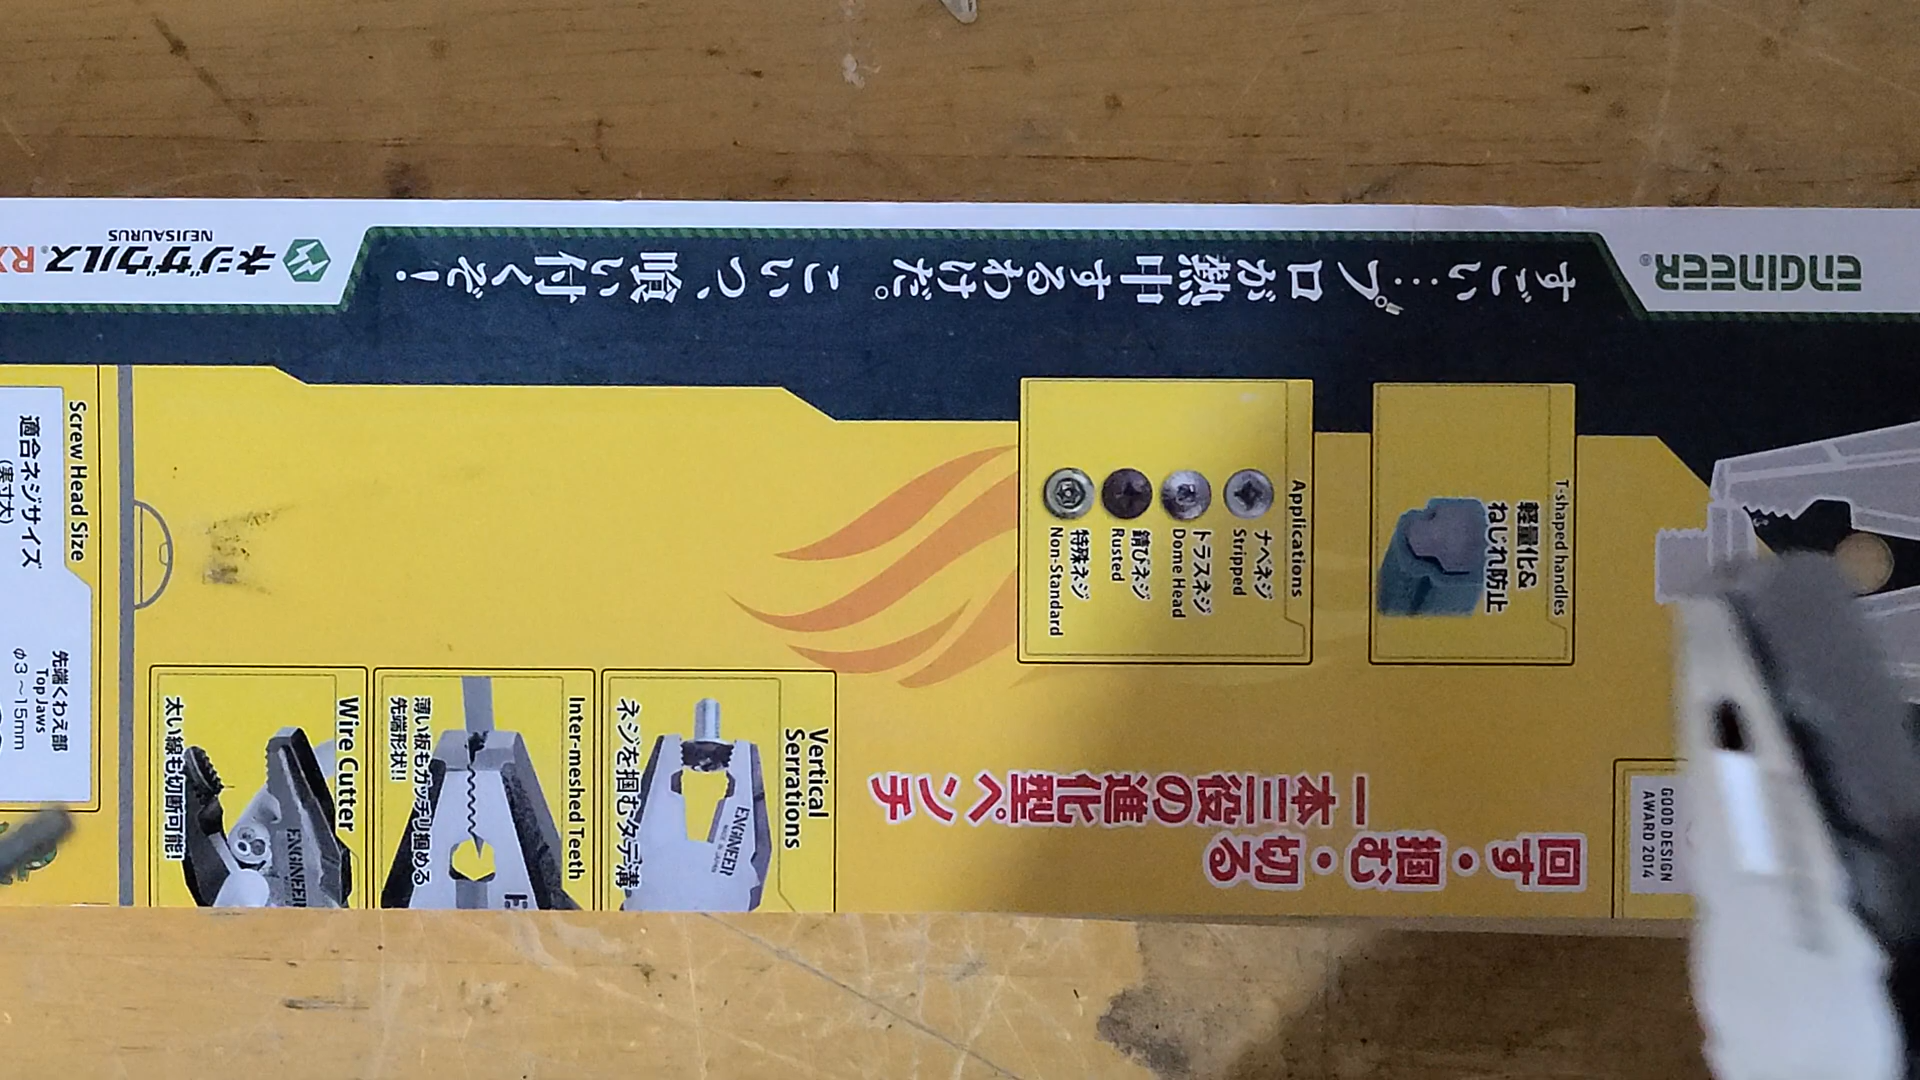 ENGINEER®
すごい…プロが熱中するわけだ。こいつ、喰い付くぞ！
ネジザウルス®RX
NEJISAURUS
T-shaped handles
軽量化&
ねじれ防止
Applications
ナベネジ
Stripped
トラスネジ
Dome Head
錆びネジ
Rusted
特殊ネジ
Non-Standard
回す・掴む・切る
一本三役の進化型ペンチ
GOOD DESIGN
AWARD 2014
Vertical
Serrations
ネジを掴むタテ溝
ENGINEER
Inter-meshed Teeth
薄い板もガッチリ掴める
先端形状!!
Wire Cutter
太い線も切断可能!
ENGINEER
Screw Head Size
適合ネジサイズ
(実寸大)
先端くわえ部
Top Jaws
φ3～15mm